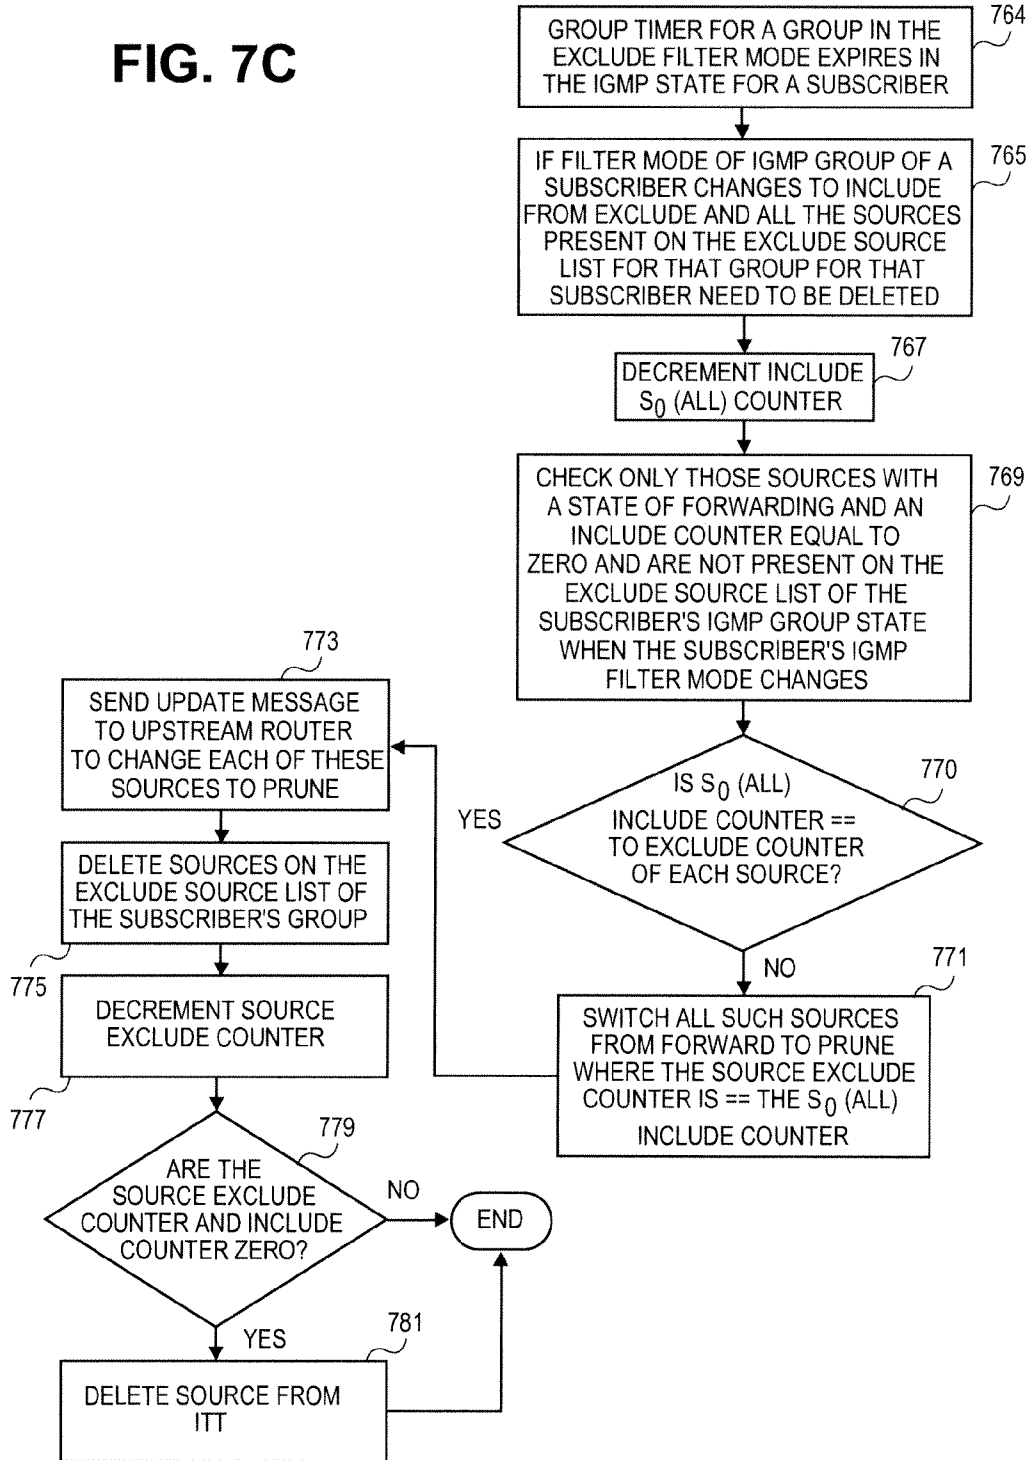 FIG. 7C
764
GROUP TIMER FOR A GROUP IN THE
EXCLUDE FILTER MODE EXPIRES IN
THE IGMP STATE FOR A SUBSCRIBER
765
IF FILTER MODE OF IGMP GROUP OF A
SUBSCRIBER CHANGES TO INCLUDE
FROM EXCLUDE AND ALL THE SOURCES
PRESENT ON THE EXCLUDE SOURCE
LIST FOR THAT GROUP FOR THAT
SUBSCRIBER NEED TO BE DELETED
767
DECREMENT INCLUDE
S0 (ALL) COUNTER
769
CHECK ONLY THOSE SOURCES WITH
A STATE OF FORWARDING AND AN
INCLUDE COUNTER EQUAL TO
ZERO AND ARE NOT PRESENT ON THE
EXCLUDE SOURCE LIST OF THE
SUBSCRIBER'S IGMP GROUP STATE
WHEN THE SUBSCRIBER'S IGMP
FILTER MODE CHANGES
770
IS S0 (ALL)
INCLUDE COUNTER ==
TO EXCLUDE COUNTER
OF EACH SOURCE?
YES
NO
771
SWITCH ALL SUCH SOURCES
FROM FORWARD TO PRUNE
WHERE THE SOURCE EXCLUDE
COUNTER IS == THE S0 (ALL)
INCLUDE COUNTER
773
SEND UPDATE MESSAGE
TO UPSTREAM ROUTER
TO CHANGE EACH OF THESE
SOURCES TO PRUNE
DELETE SOURCES ON THE
EXCLUDE SOURCE LIST OF
THE SUBSCRIBER'S GROUP
775
DECREMENT SOURCE
EXCLUDE COUNTER
777
779
ARE THE
SOURCE EXCLUDE
COUNTER AND INCLUDE
COUNTER ZERO?
NO
END
YES
781
DELETE SOURCE FROM
ITT